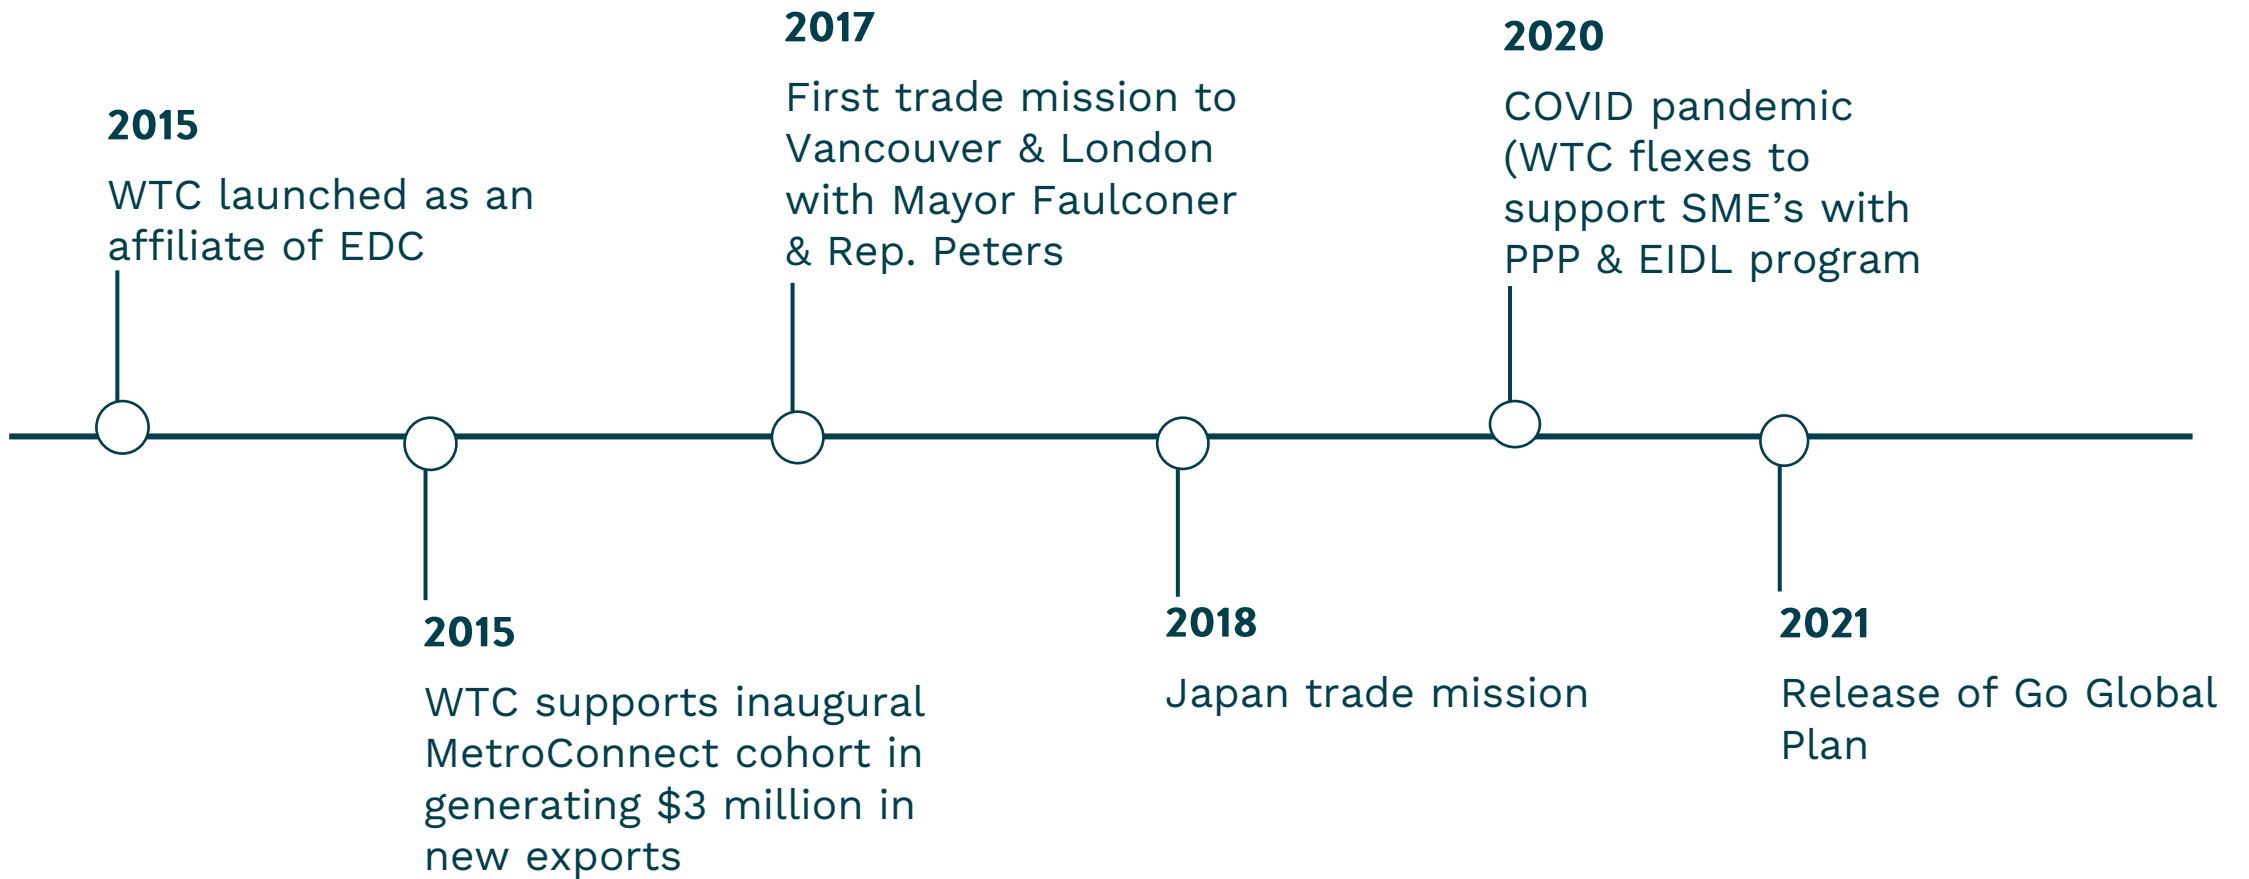 2015
WTC launched as an
affiliate of EDC
2015
WTC supports inaugural
MetroConnect cohort in
generating $3 million in
new exports
2017
First trade mission to
Vancouver & London
with Mayor Faulconer
& Rep. Peters
2018
Japan trade mission
2020
COVID pandemic
(WTC flexes to
support SME’s with
PPP & EIDL program
2021
Release of Go Global
Plan